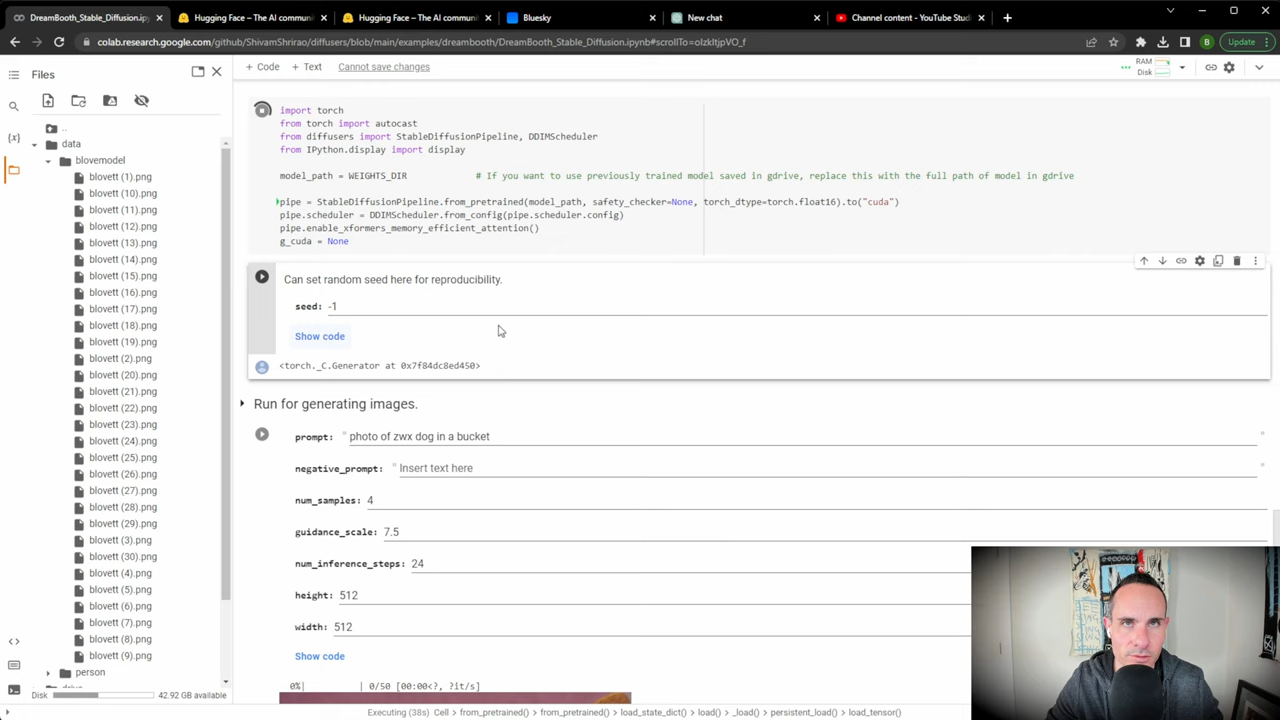 DreamBooth_Stable_Diffusion.ipyn
Hugging Face – The AI communi
Hugging Face – The AI communi
Bluesky
New chat
Channel content - YouTube Studi
colab.research.google.com/github/ShivamShrirao/diffusers/blob/main/examples/dreambooth/DreamBooth_Stable_Diffusion.ipynb#scrollTo=oIzkltjpVO_f
B
Update
Files
+ Code
+ Text
Cannot save changes
RAM
Disk
..
data
blovemodel
blovett (1).png
blovett (10).png
blovett (11).png
blovett (12).png
blovett (13).png
blovett (14).png
blovett (15).png
blovett (16).png
blovett (17).png
blovett (18).png
blovett (19).png
blovett (2).png
blovett (20).png
blovett (21).png
blovett (22).png
blovett (23).png
blovett (24).png
blovett (25).png
blovett (26).png
blovett (27).png
blovett (28).png
blovett (29).png
blovett (3).png
blovett (30).png
blovett (4).png
blovett (5).png
blovett (6).png
blovett (7).png
blovett (8).png
blovett (9).png
person
Disk
42.92 GB available
import torch
from torch import autocast
from diffusers import StableDiffusionPipeline, DDIMScheduler
from IPython.display import display
model_path = WEIGHTS_DIR # If you want to use previously trained model saved in gdrive, replace this with the full path of model in gdrive
pipe = StableDiffusionPipeline.from_pretrained(model_path, safety_checker=None, torch_dtype=torch.float16).to("cuda")
pipe.scheduler = DDIMScheduler.from_config(pipe.scheduler.config)
pipe.enable_xformers_memory_efficient_attention()
g_cuda = None
Can set random seed here for reproducibility.
seed: -1
Show code
<torch._C.Generator at 0x7f84dc8ed450>
Run for generating images.
prompt: " photo of zwx dog in a bucket "
negative_prompt: " Insert text here "
num_samples: 4
guidance_scale: 7.5
num_inference_steps: 24
height: 512
width: 512
Show code
0%| | 0/50 [00:00<?, ?it/s]
Executing (38s) Cell > from_pretrained() > from_pretrained() > load_state_dict() > load() > _load() > persistent_load() > load_tensor()